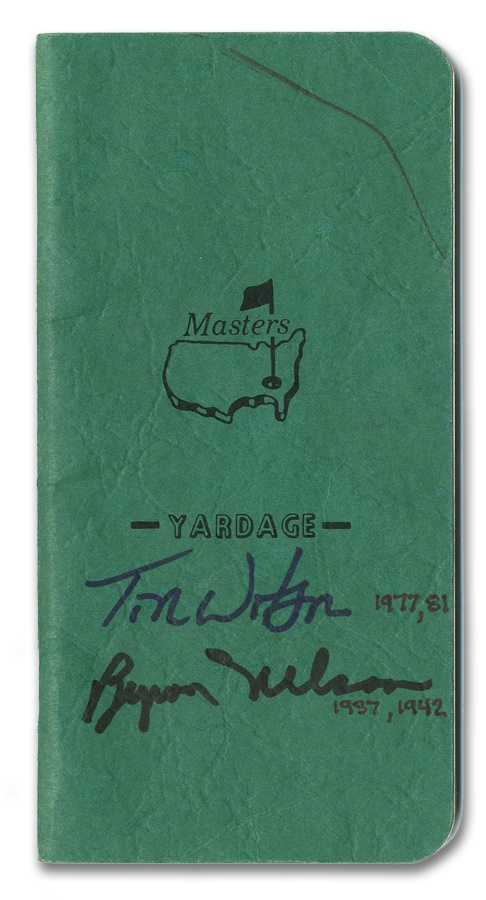 Masters
YARDAGE
Tom Watson 1977,81
Byron Nelson
1937, 1942